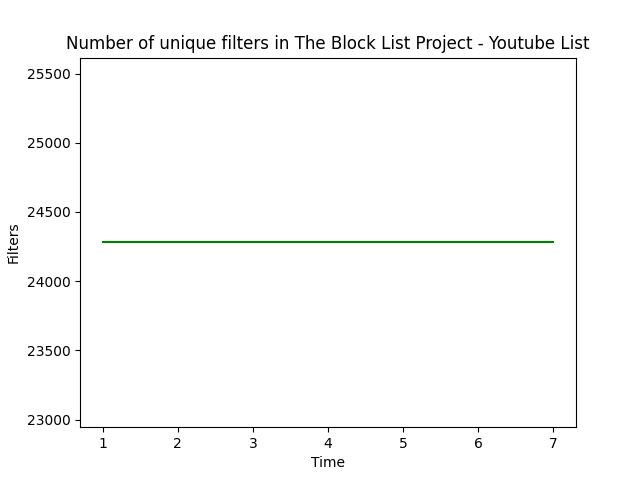 Number of unique filters in The Block List Project - Youtube List
25500
25000
24500
24000
23500
23000
Filters
1 2 3 4 5 6 7
Time